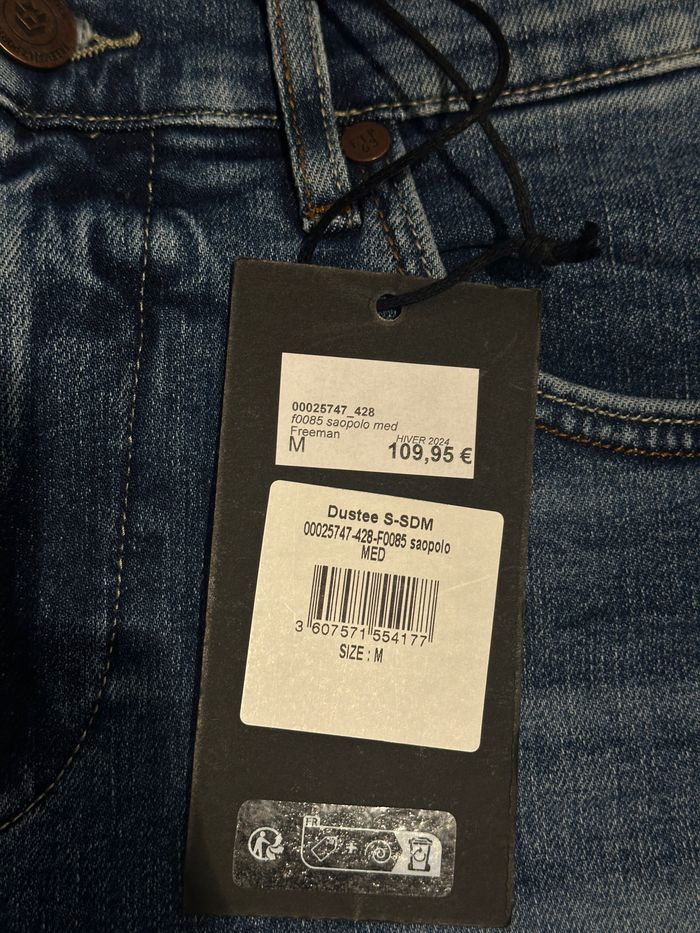 00025747_428
f0085 saopolo med
Freeman
HIVER 2024
M
109,95 €
Dustee S-SDM
00025747-428-F0085 saopolo
MED
3 607571 554177
SIZE : M
FR